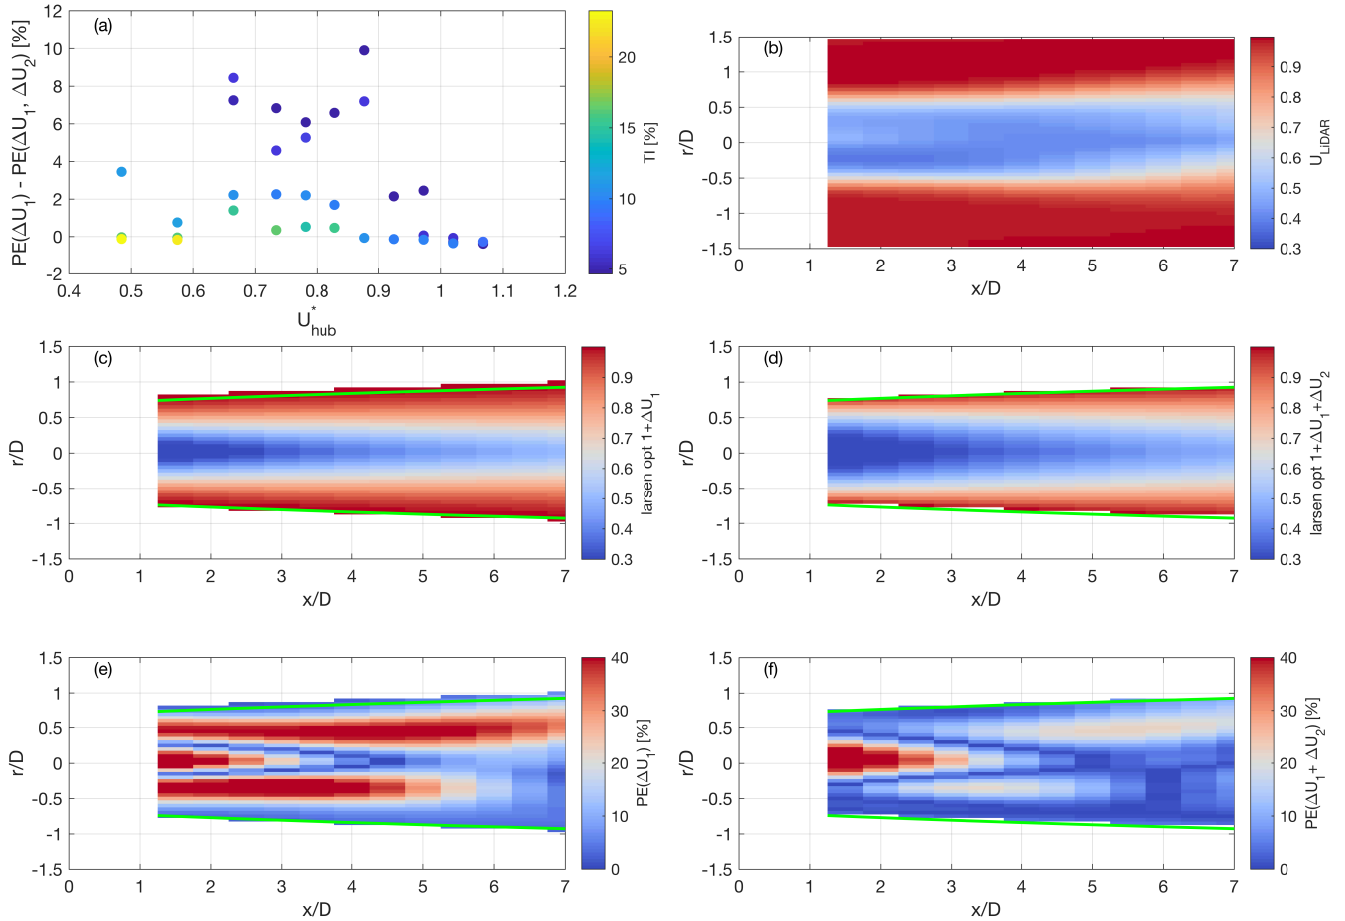 (a)
12
10
8
6
4
2
0
-2
PE(ΔU1) - PE(ΔU1, ΔU2) [%]
0.4 0.5 0.6 0.7 0.8 0.9 1 1.1 1.2
U*hub
20
15
10
5
TI [%]
(b)
1.5
1
0.5
0
-0.5
-1
-1.5
r/D
0 1 2 3 4 5 6 7
x/D
0.9
0.8
0.7
0.6
0.5
0.4
0.3
ULiDAR
(c)
1.5
1
0.5
0
-0.5
-1
-1.5
r/D
0 1 2 3 4 5 6 7
x/D
0.9
0.8
0.7
0.6
0.5
0.4
0.3
larsen opt 1+ΔU1
(d)
1.5
1
0.5
0
-0.5
-1
-1.5
r/D
0 1 2 3 4 5 6 7
x/D
0.9
0.8
0.7
0.6
0.5
0.4
0.3
larsen opt 1+ΔU1+ΔU2
(e)
1.5
1
0.5
0
-0.5
-1
-1.5
r/D
0 1 2 3 4 5 6 7
x/D
40
30
20
10
0
PE(ΔU1) [%]
(f)
1.5
1
0.5
0
-0.5
-1
-1.5
r/D
0 1 2 3 4 5 6 7
x/D
40
30
20
10
0
PE(ΔU1+ ΔU2) [%]